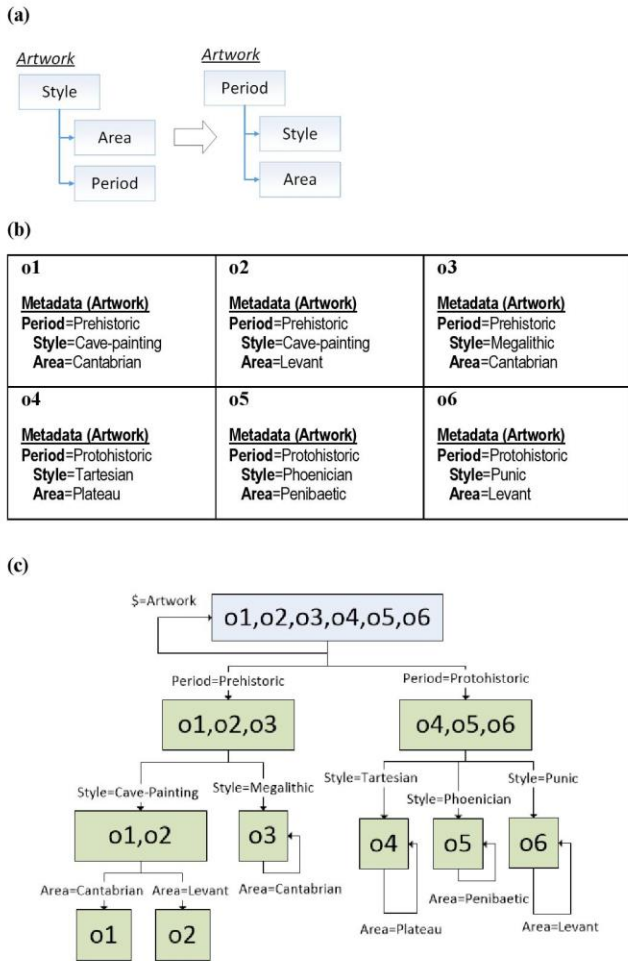 (a)
Artwork
Style
Area
Period
Artwork
Period
Style
Area
(b)
o1
Metadata (Artwork)
Period=Prehistoric
Style=Cave-painting
Area=Cantabrian
o2
Metadata (Artwork)
Period=Prehistoric
Style=Cave-painting
Area=Levant
o3
Metadata (Artwork)
Period=Prehistoric
Style=Megalithic
Area=Cantabrian
o4
Metadata (Artwork)
Period=Protohistoric
Style=Tartesian
Area=Plateau
o5
Metadata (Artwork)
Period=Protohistoric
Style=Phoenician
Area=Penibaetic
o6
Metadata (Artwork)
Period=Protohistoric
Style=Punic
Area=Levant
(c)
$=Artwork
o1,o2,o3,o4,o5,o6
Period=Prehistoric
Period=Protohistoric
o1,o2,o3
o4,o5,o6
Style=Cave-Painting
Style=Megalithic
Style=Tartesian
Style=Phoenician
Style=Punic
o1,o2
o3
o4
o5
o6
Area=Cantabrian
Area=Levant
Area=Cantabrian
Area=Plateau
Area=Penibaetic
Area=Levant
o1
o2